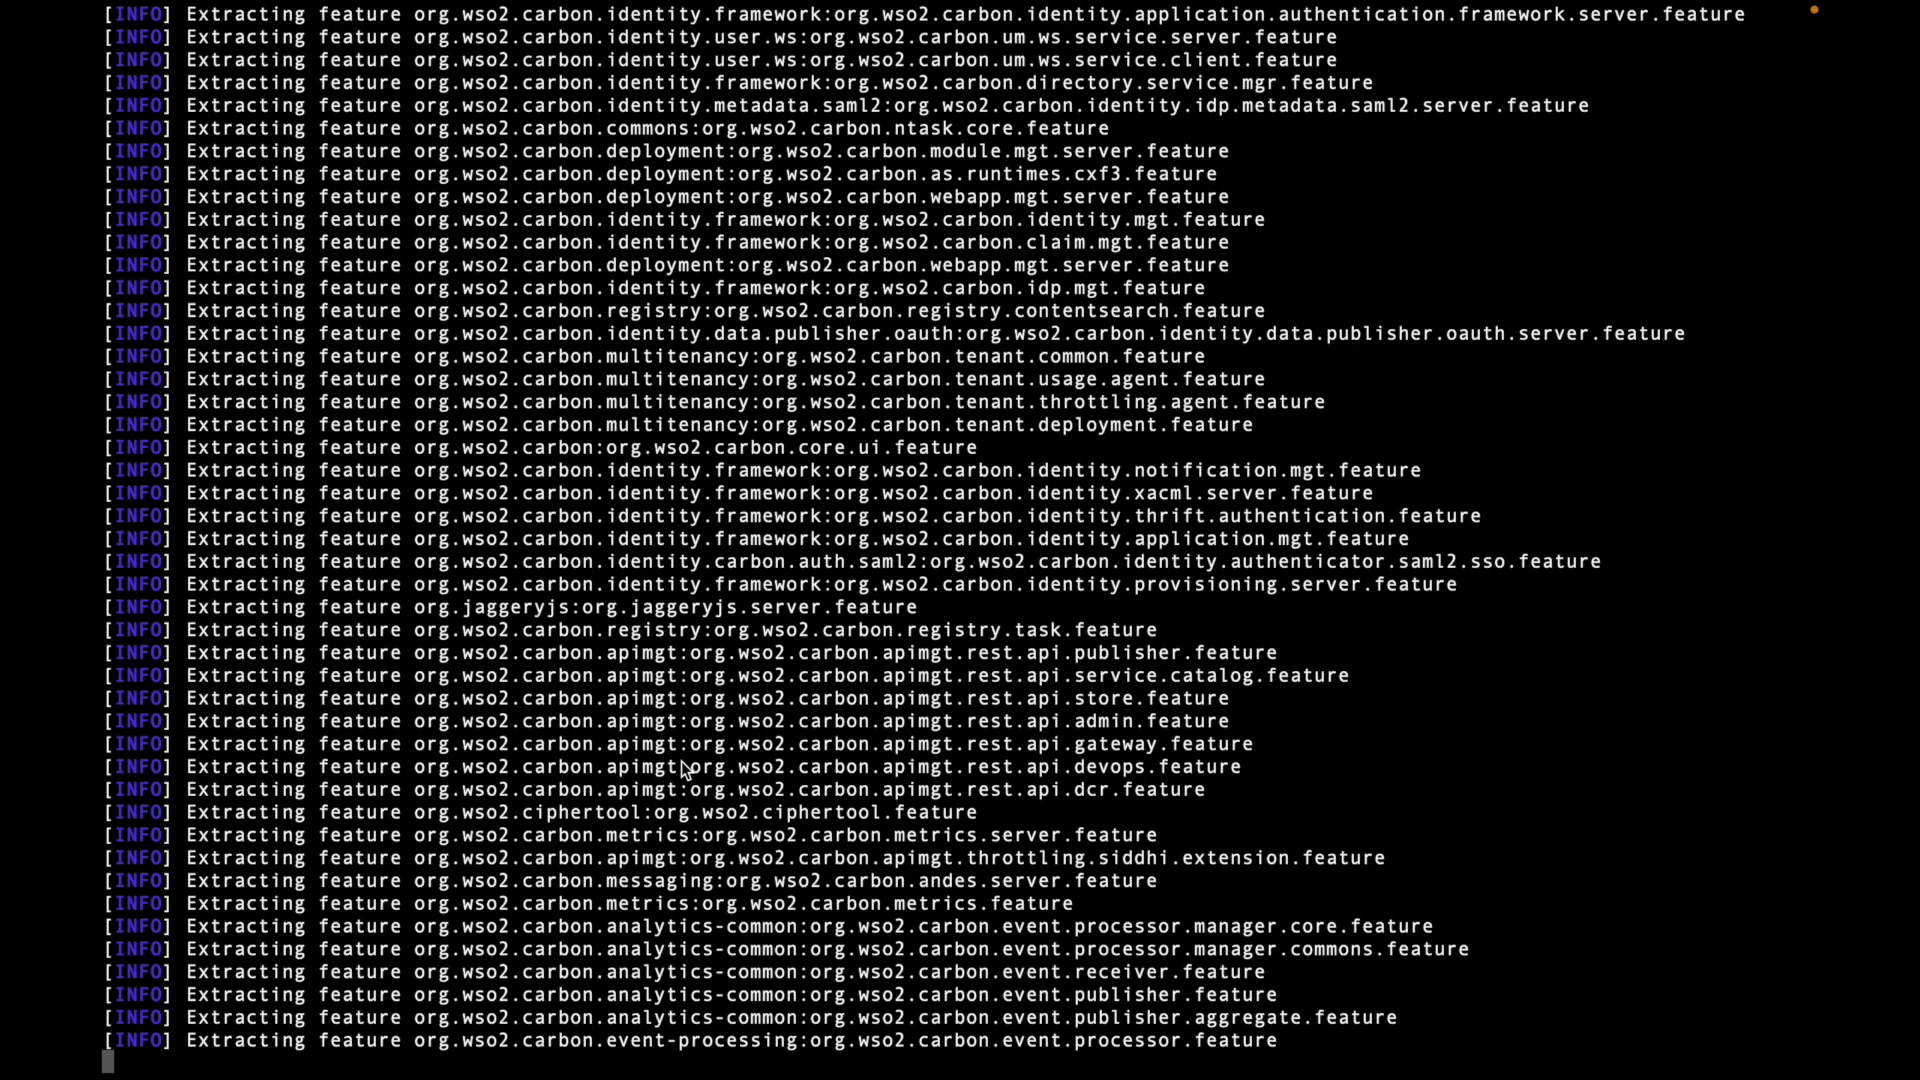 [INFO] Extracting feature org.wso2.carbon.identity.framework:org.wso2.carbon.identity.application.authentication.framework.server.feature
[INFO] Extracting feature org.wso2.carbon.identity.user.ws:org.wso2.carbon.um.ws.service.server.feature
[INFO] Extracting feature org.wso2.carbon.identity.user.ws:org.wso2.carbon.um.ws.service.client.feature
[INFO] Extracting feature org.wso2.carbon.identity.framework:org.wso2.carbon.directory.service.mgr.feature
[INFO] Extracting feature org.wso2.carbon.identity.metadata.saml2:org.wso2.carbon.identity.idp.metadata.saml2.server.feature
[INFO] Extracting feature org.wso2.carbon.commons:org.wso2.carbon.ntask.core.feature
[INFO] Extracting feature org.wso2.carbon.deployment:org.wso2.carbon.module.mgt.server.feature
[INFO] Extracting feature org.wso2.carbon.deployment:org.wso2.carbon.as.runtimes.cxf3.feature
[INFO] Extracting feature org.wso2.carbon.deployment:org.wso2.carbon.webapp.mgt.server.feature
[INFO] Extracting feature org.wso2.carbon.identity.framework:org.wso2.carbon.identity.mgt.feature
[INFO] Extracting feature org.wso2.carbon.identity.framework:org.wso2.carbon.claim.mgt.feature
[INFO] Extracting feature org.wso2.carbon.deployment:org.wso2.carbon.webapp.mgt.server.feature
[INFO] Extracting feature org.wso2.carbon.identity.framework:org.wso2.carbon.idp.mgt.feature
[INFO] Extracting feature org.wso2.carbon.registry:org.wso2.carbon.registry.contentsearch.feature
[INFO] Extracting feature org.wso2.carbon.identity.data.publisher.oauth:org.wso2.carbon.identity.data.publisher.oauth.server.feature
[INFO] Extracting feature org.wso2.carbon.multitenancy:org.wso2.carbon.tenant.common.feature
[INFO] Extracting feature org.wso2.carbon.multitenancy:org.wso2.carbon.tenant.usage.agent.feature
[INFO] Extracting feature org.wso2.carbon.multitenancy:org.wso2.carbon.tenant.throttling.agent.feature
[INFO] Extracting feature org.wso2.carbon.multitenancy:org.wso2.carbon.tenant.deployment.feature
[INFO] Extracting feature org.wso2.carbon:org.wso2.carbon.core.ui.feature
[INFO] Extracting feature org.wso2.carbon.identity.framework:org.wso2.carbon.identity.notification.mgt.feature
[INFO] Extracting feature org.wso2.carbon.identity.framework:org.wso2.carbon.identity.xacml.server.feature
[INFO] Extracting feature org.wso2.carbon.identity.framework:org.wso2.carbon.identity.thrift.authentication.feature
[INFO] Extracting feature org.wso2.carbon.identity.framework:org.wso2.carbon.identity.application.mgt.feature
[INFO] Extracting feature org.wso2.carbon.identity.carbon.auth.saml2:org.wso2.carbon.identity.authenticator.saml2.sso.feature
[INFO] Extracting feature org.wso2.carbon.identity.framework:org.wso2.carbon.identity.provisioning.server.feature
[INFO] Extracting feature org.jaggeryjs:org.jaggeryjs.server.feature
[INFO] Extracting feature org.wso2.carbon.registry:org.wso2.carbon.registry.task.feature
[INFO] Extracting feature org.wso2.carbon.apimgt:org.wso2.carbon.apimgt.rest.api.publisher.feature
[INFO] Extracting feature org.wso2.carbon.apimgt:org.wso2.carbon.apimgt.rest.api.service.catalog.feature
[INFO] Extracting feature org.wso2.carbon.apimgt:org.wso2.carbon.apimgt.rest.api.store.feature
[INFO] Extracting feature org.wso2.carbon.apimgt:org.wso2.carbon.apimgt.rest.api.admin.feature
[INFO] Extracting feature org.wso2.carbon.apimgt:org.wso2.carbon.apimgt.rest.api.gateway.feature
[INFO] Extracting feature org.wso2.carbon.apimgt:org.wso2.carbon.apimgt.rest.api.devops.feature
[INFO] Extracting feature org.wso2.carbon.apimgt:org.wso2.carbon.apimgt.rest.api.dcr.feature
[INFO] Extracting feature org.wso2.ciphertool:org.wso2.ciphertool.feature
[INFO] Extracting feature org.wso2.carbon.metrics:org.wso2.carbon.metrics.server.feature
[INFO] Extracting feature org.wso2.carbon.apimgt:org.wso2.carbon.apimgt.throttling.siddhi.extension.feature
[INFO] Extracting feature org.wso2.carbon.messaging:org.wso2.carbon.andes.server.feature
[INFO] Extracting feature org.wso2.carbon.metrics:org.wso2.carbon.metrics.feature
[INFO] Extracting feature org.wso2.carbon.analytics-common:org.wso2.carbon.event.processor.manager.core.feature
[INFO] Extracting feature org.wso2.carbon.analytics-common:org.wso2.carbon.event.processor.manager.commons.feature
[INFO] Extracting feature org.wso2.carbon.analytics-common:org.wso2.carbon.event.receiver.feature
[INFO] Extracting feature org.wso2.carbon.analytics-common:org.wso2.carbon.event.publisher.feature
[INFO] Extracting feature org.wso2.carbon.analytics-common:org.wso2.carbon.event.publisher.aggregate.feature
[INFO] Extracting feature org.wso2.carbon.event-processing:org.wso2.carbon.event.processor.feature